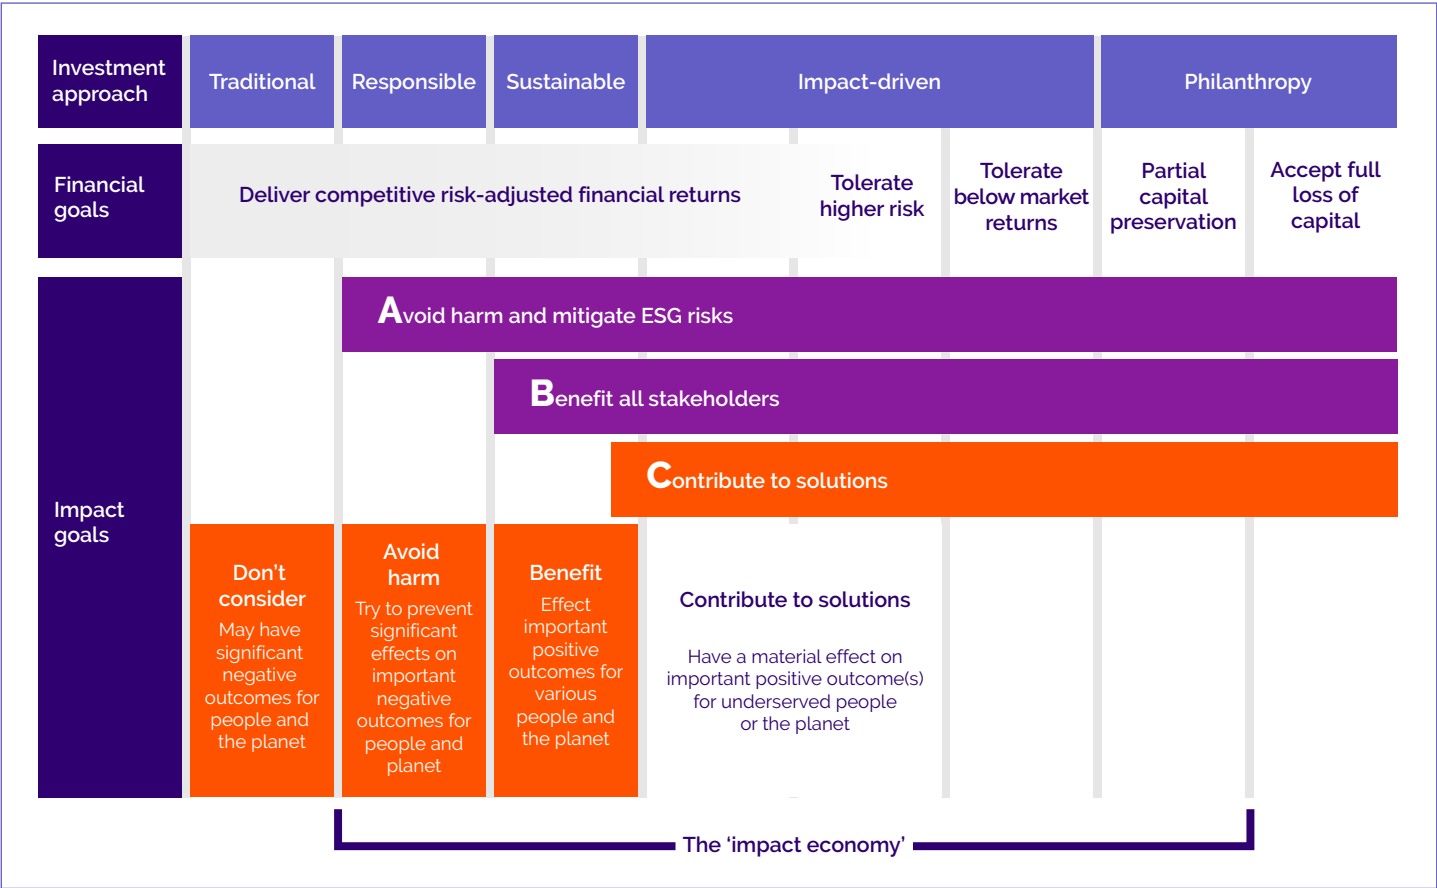 Investment
approach
Traditional
Responsible
Sustainable
Impact-driven
Philanthropy
Financial
goals
Deliver competitive risk-adjusted financial returns
Tolerate
higher risk
Tolerate
below market
returns
Partial
capital
preservation
Accept full
loss of
capital
Impact
goals
Avoid harm and mitigate ESG risks
Benefit all stakeholders
Contribute to solutions
Don't
consider
May have
significant
negative
outcomes for
people and
the planet
Avoid
harm
Try to prevent
significant
effects on
important
negative
outcomes for
people and
planet
Benefit
Effect
important
positive
outcomes for
various
people and
the planet
Contribute to solutions
Have a material effect on
important positive outcome(s)
for underserved people
or the planet
The ‘impact economy’